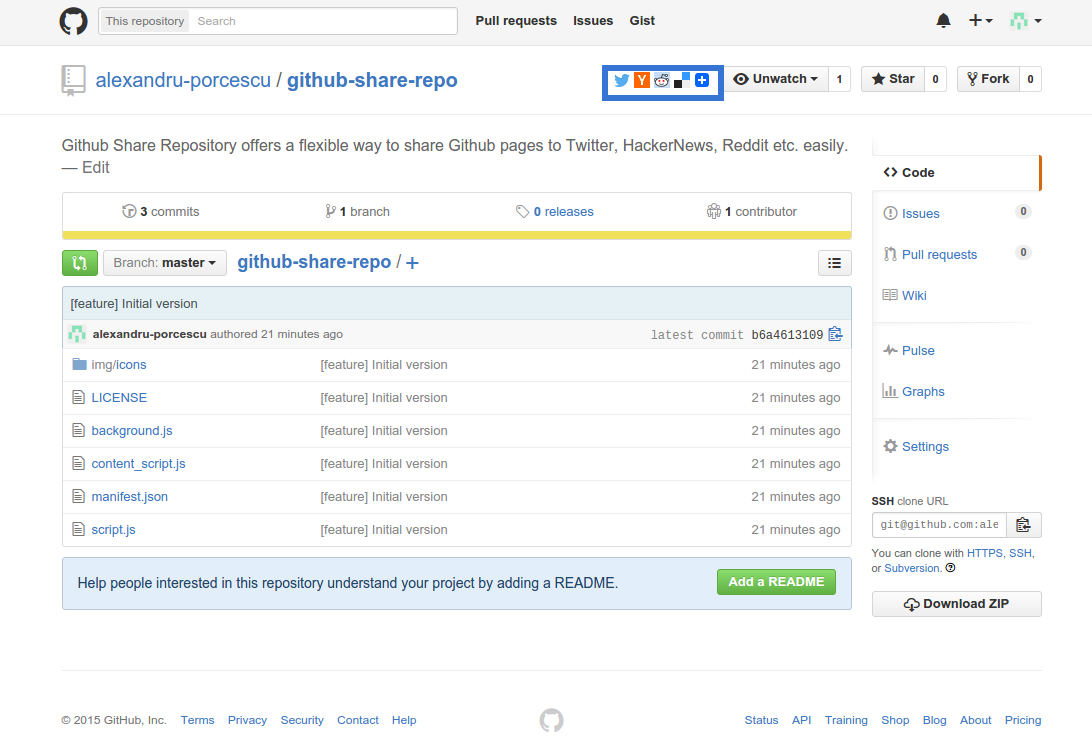 This repository Search Pull requests Issues Gist
alexandru-porcescu / github-share-repo Y Unwatch 1 Star 0 Fork 0
Github Share Repository offers a flexible way to share Github pages to Twitter, HackerNews, Reddit etc. easily.
— Edit
3 commits 1 branch 0 releases 1 contributor
Branch: master github-share-repo / +
[feature] Initial version
alexandru-porcescu authored 21 minutes ago latest commit b6a4613109
img/icons [feature] Initial version 21 minutes ago
LICENSE [feature] Initial version 21 minutes ago
background.js [feature] Initial version 21 minutes ago
content_script.js [feature] Initial version 21 minutes ago
manifest.json [feature] Initial version 21 minutes ago
script.js [feature] Initial version 21 minutes ago
Help people interested in this repository understand your project by adding a README. Add a README
Code
Issues 0
Pull requests 0
Wiki
Pulse
Graphs
Settings
SSH clone URL
git@github.com:ale
You can clone with HTTPS, SSH,
or Subversion.
Download ZIP
© 2015 GitHub, Inc. Terms Privacy Security Contact Help Status API Training Shop Blog About Pricing